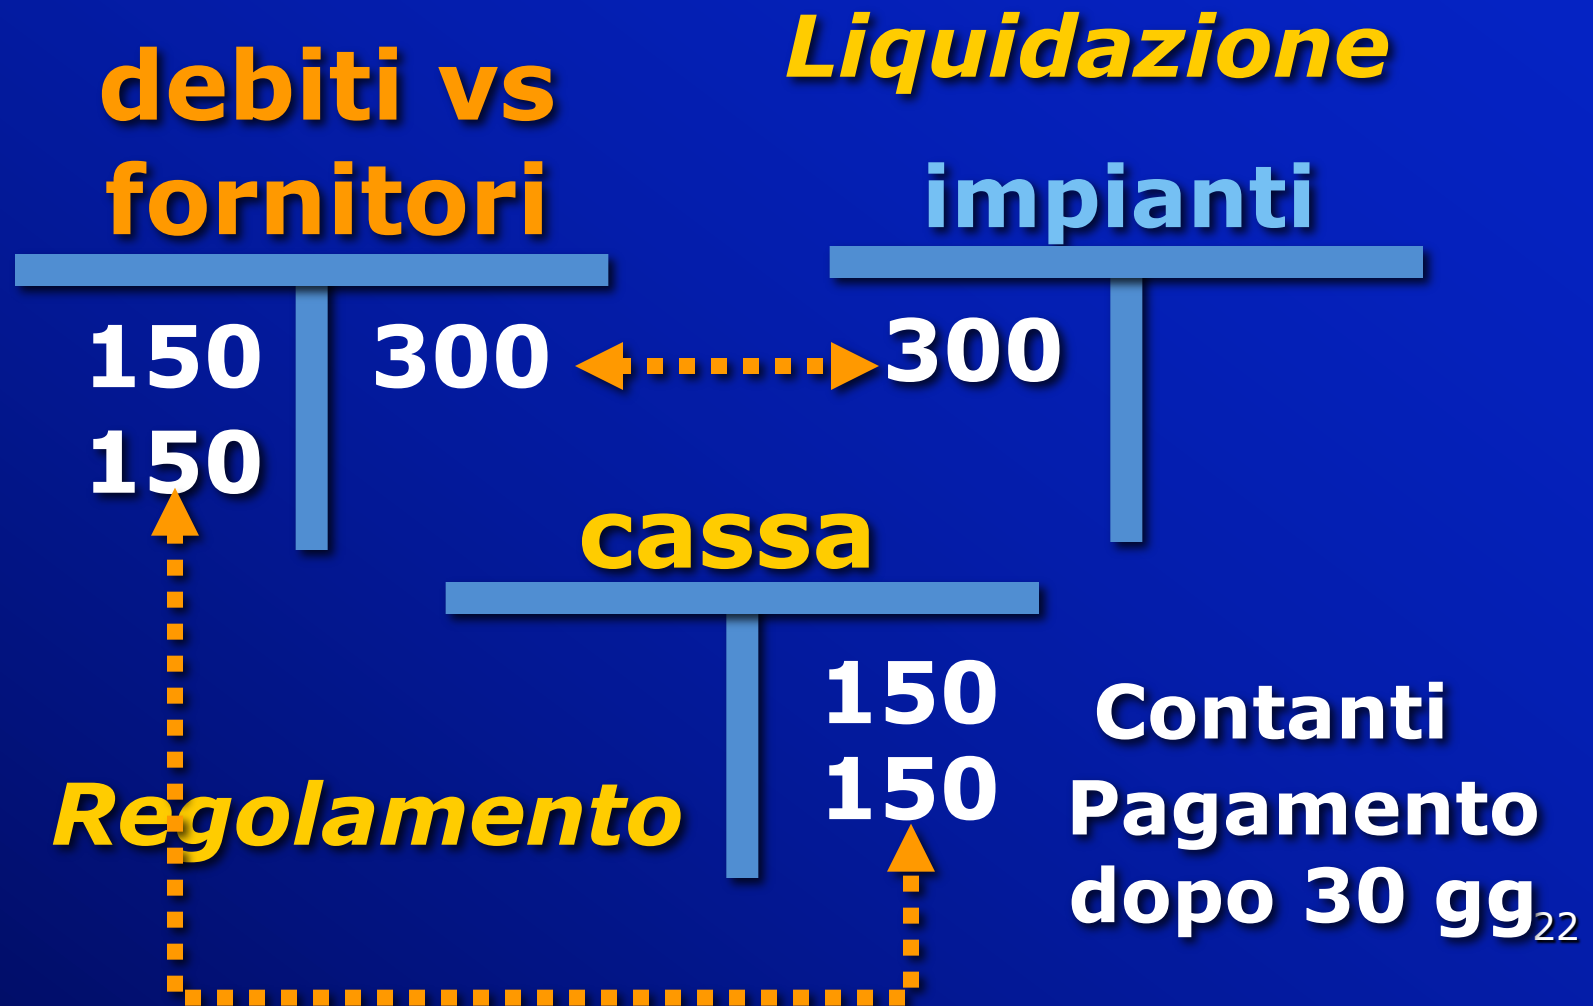 Liquidazione
debiti vs
fornitori
impianti
150 300 300
150
cassa
150 Contanti
150 Pagamento
Regolamento
dopo 30 gg
22